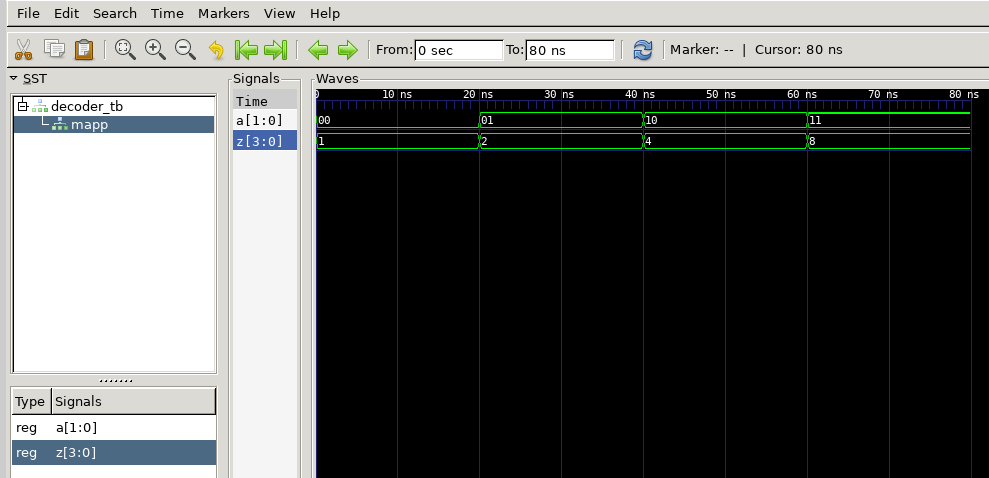 File Edit Search Time Markers View Help
From: 0 sec To: 80 ns Marker: -- | Cursor: 80 ns
SST
decoder_tb
mapp
Type Signals
reg a[1:0]
reg z[3:0]
Signals
Time
a[1:0]
z[3:0]
Waves
0 10 ns 20 ns 30 ns 40 ns 50 ns 60 ns 70 ns 80 ns
00 01 10 11
1 2 4 8